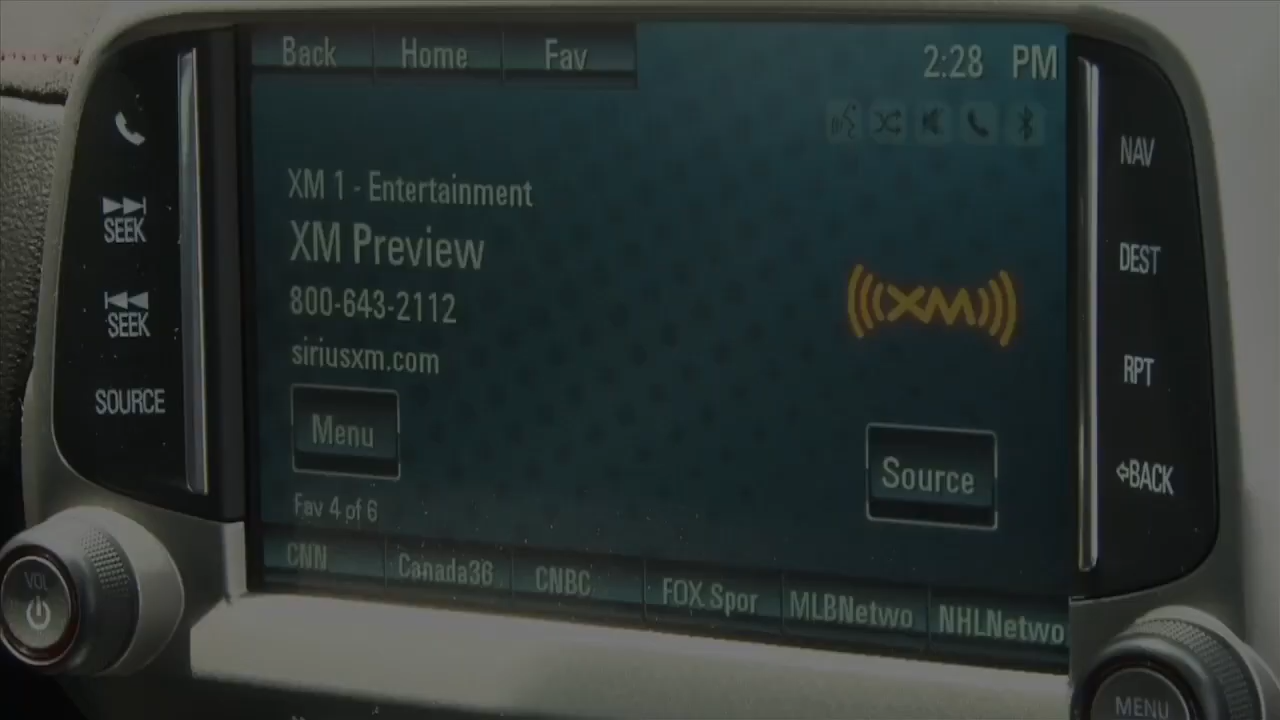 Back Home Fav
2:28 PM
XM 1 - Entertainment
XM Preview
800-643-2112
siriusxm.com
XM
Menu
Source
Fav 4 of 6
CNN Canada36 CNBC FOX Spor MLBNetwo NHLNetwo
SEEK
SEEK
SOURCE
VOL
NAV
DEST
RPT
BACK
MENU